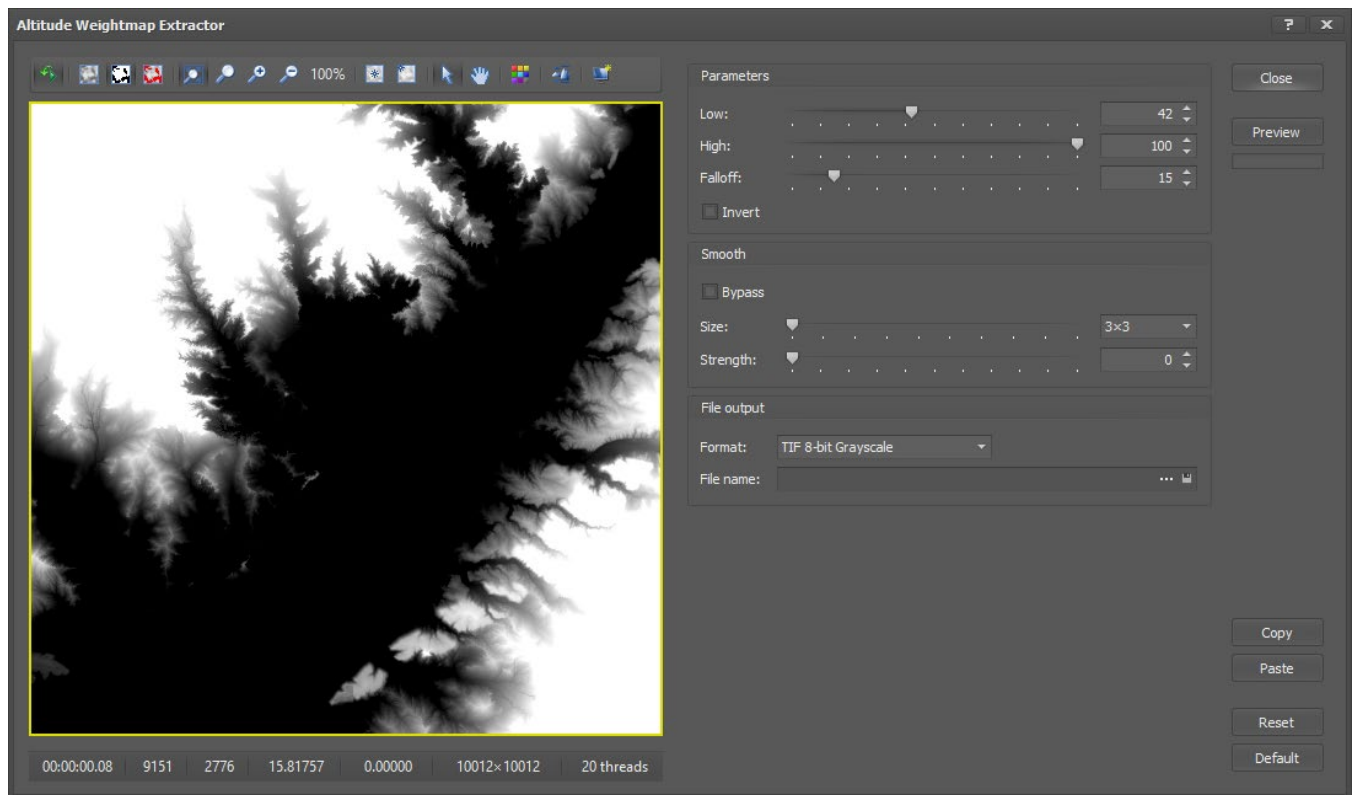 Altitude Weightmap Extractor
? x
100%
Parameters
Low: 42
High: 100
Falloff: 15
Invert
Smooth
Bypass
Size: 3×3
Strength: 0
File output
Format: TIF 8-bit Grayscale
File name: ...
Close
Preview
Copy
Paste
Reset
Default
00:00:00.08 9151 2776 15.81757 0.00000 10012×10012 20 threads